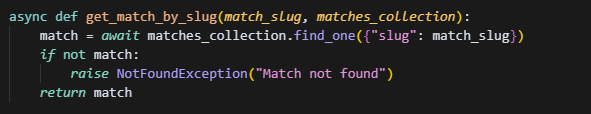 async def get_match_by_slug(match_slug, matches_collection):
    match = await matches_collection.find_one({"slug": match_slug})
    if not match:
        raise NotFoundException("Match not found")
    return match